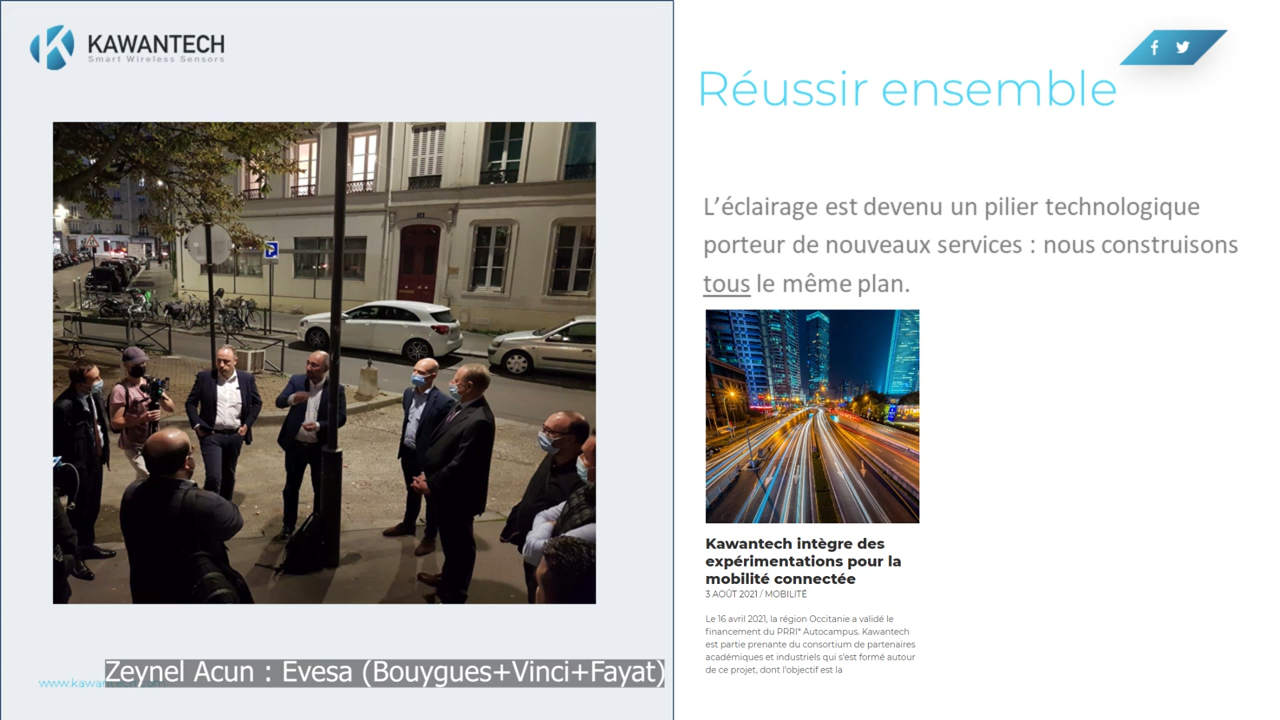 KAWANTECH
Smart Wireless Sensors
Réussir ensemble
L'éclairage est devenu un pilier technologique
porteur de nouveaux services : nous construisons
tous le même plan.
Kawantech intègre des
expérimentations pour la
mobilité connectée
3 AOÛT 2021 / MOBILITÉ
Le 16 avril 2021, la région Occitanie a validé le
financement du PRRI* Autocampus. Kawantech
est partie prenante du consortium de partenaires
académiques et industriels qui s'est formé autour
de ce projet, dont l'objectif est la
Zeynel Acun : Evesa (Bouygues+Vinci+Fayat)
www.kawan